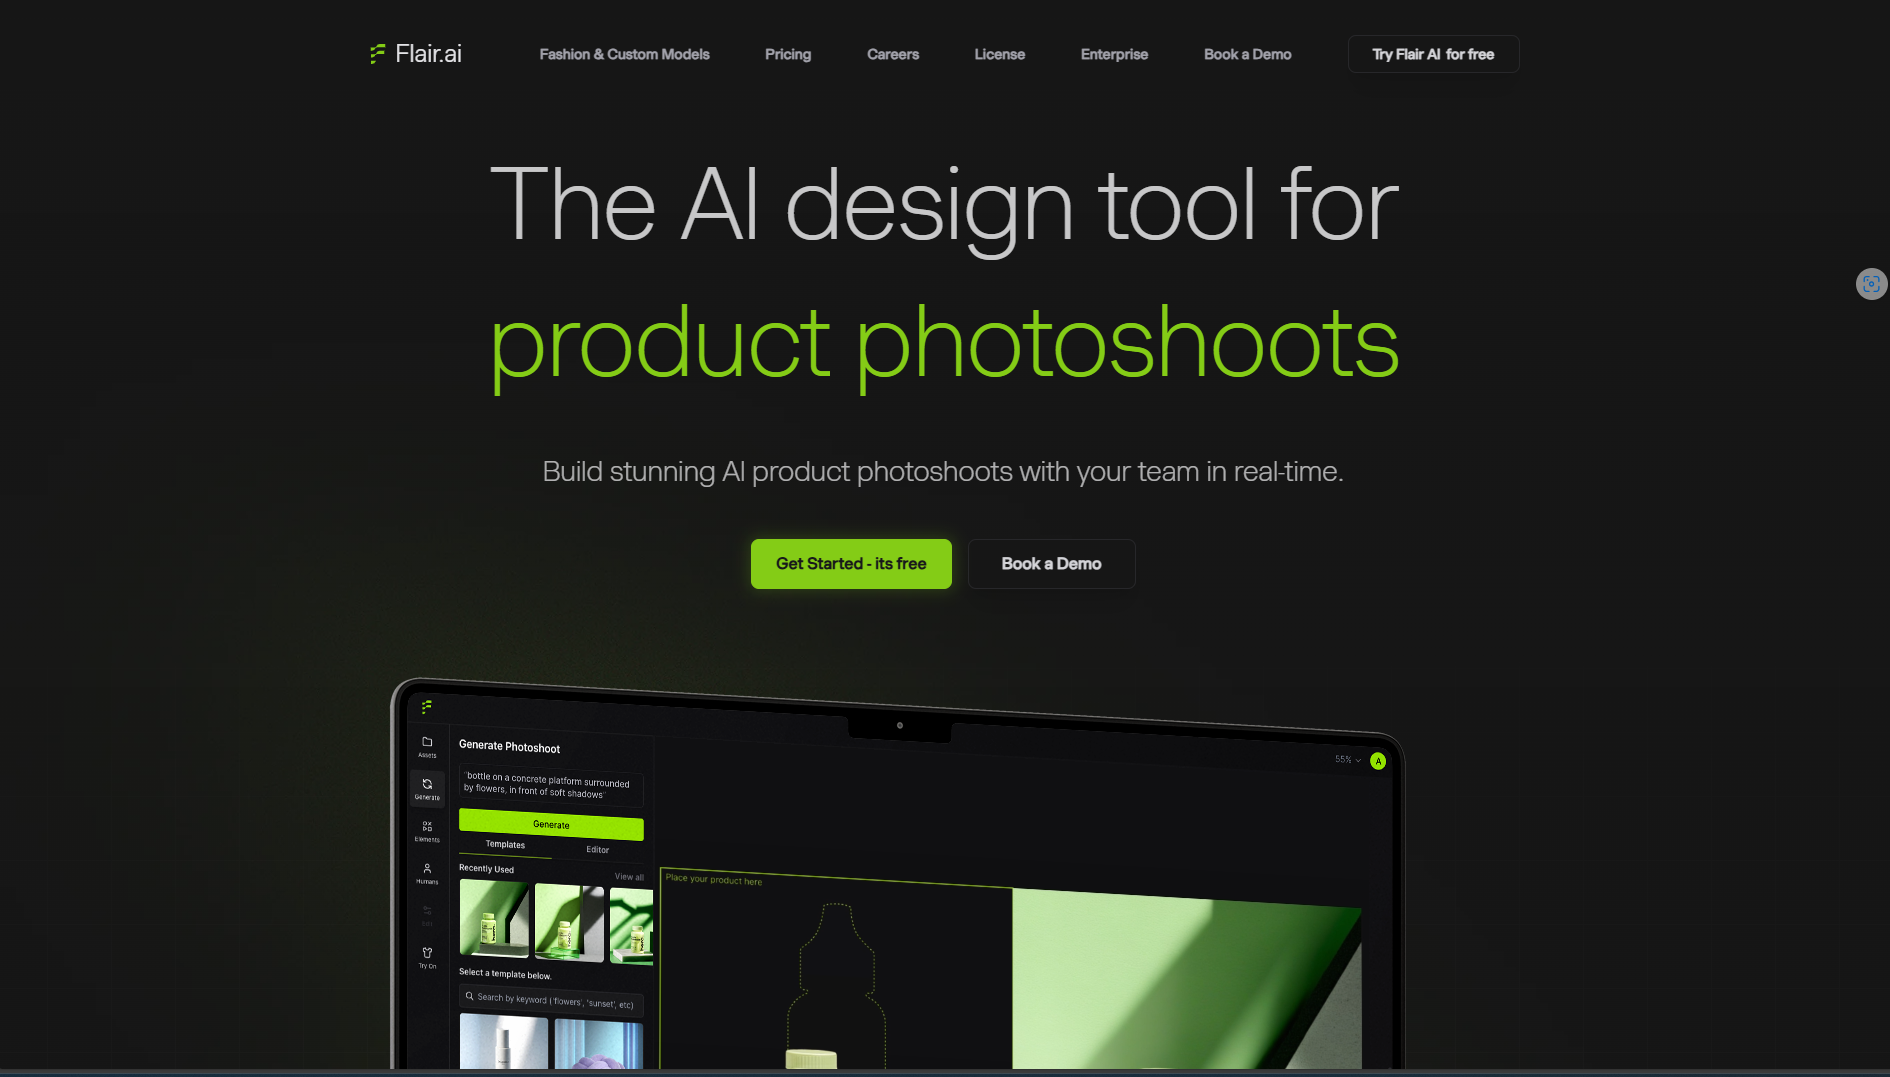 Flair.ai
Fashion & Custom Models
Pricing
Careers
License
Enterprise
Book a Demo
Try Flair AI for free
The AI design tool for
product photoshoots
Build stunning AI product photoshoots with your team in real-time.
Get Started - its free
Book a Demo
Generate Photoshoot
55%
A
Assets
"bottle on a concrete platform surrounded
by flowers, in front of soft shadows"
Generate
Generate
Elements
Templates
Editor
Humans
Recently Used
View all
Place your product here
Edit
Try On
Select a template below.
Search by keyword ('flowers', "sunset', etc)